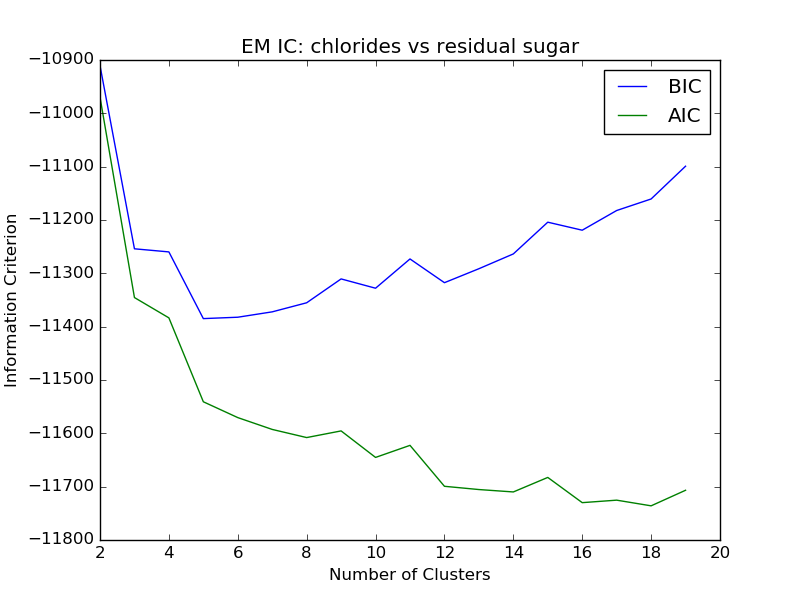 EM IC: chlorides vs residual sugar
BIC
AIC
−10900
−11000
−11100
−11200
−11300
−11400
−11500
−11600
−11700
−11800
Information Criterion
2 4 6 8 10 12 14 16 18 20
Number of Clusters